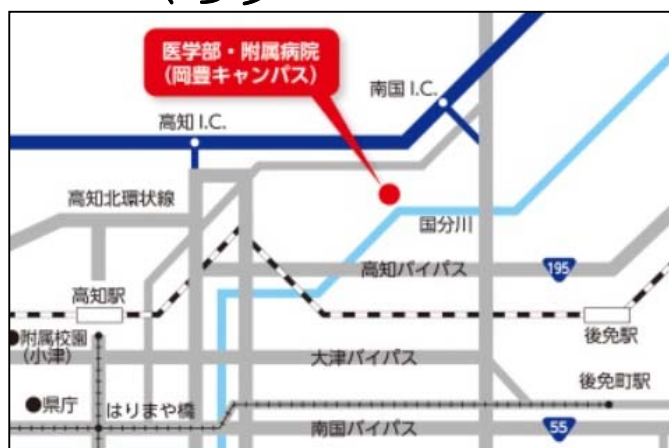 医学部・附属病院
(岡豊キャンパス)
南国 I.C.
高知 I.C.
高知北環状線
国分川
高知バイパス
195
高知駅
後免駅
附属校園
(小津)
大津バイパス
後免町駅
県庁
はりまや橋
南国バイパス
55